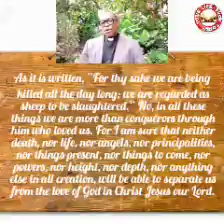 As it is written, "For thy sake we are being
killed all the day long; we are regarded as
sheep to be slaughtered." No, in all these
things we are more than conquerors through
him who loved us. For I am sure that neither
death, nor life, nor angels, nor principalities,
nor things present, nor things to come, nor
powers, nor height, nor depth, nor anything
else in all creation, will be able to separate us
from the love of God in Christ Jesus our Lord.